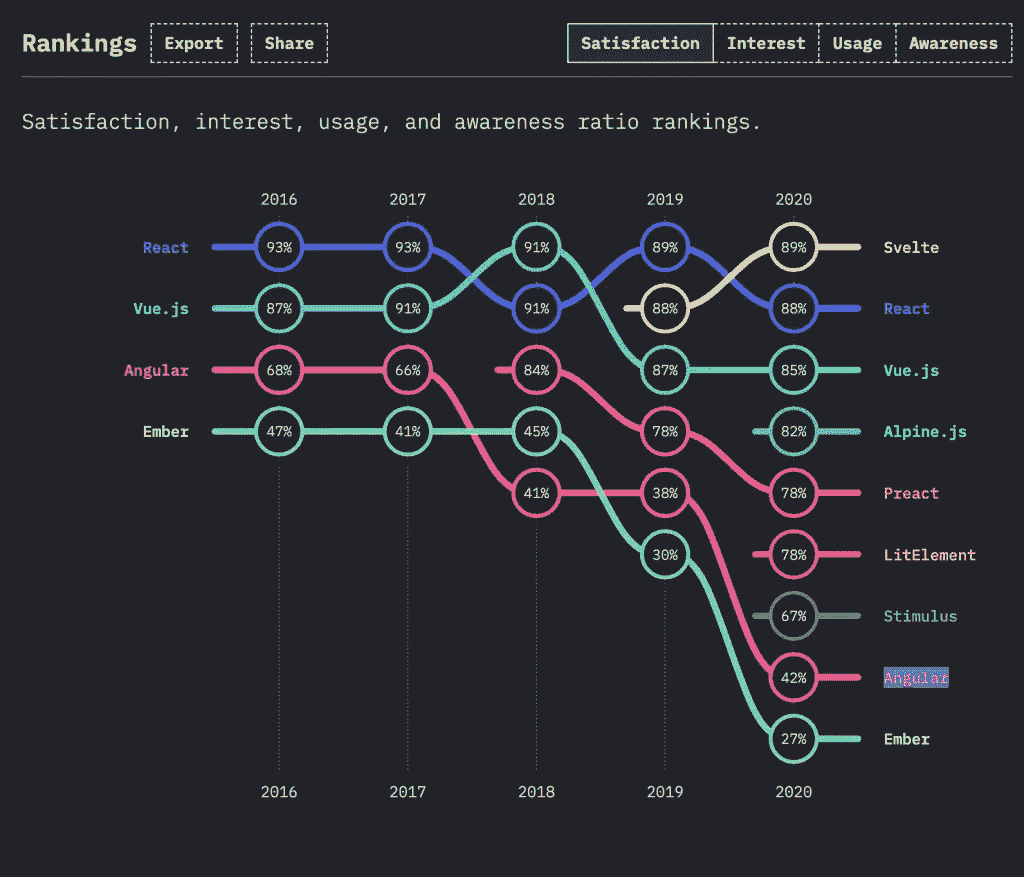 Rankings Export Share Satisfaction Interest Usage Awareness
Satisfaction, interest, usage, and awareness ratio rankings.
2016 2017 2018 2019 2020
React 93% 93% 91% 89% 89% Svelte
Vue.js 87% 91% 91% 88% 88% React
Angular 68% 66% 84% 87% 85% Vue.js
Ember 47% 41% 45% 78% 82% Alpine.js
41% 38% 78% Preact
30% 78% LitElement
67% Stimulus
42% Angular
27% Ember
2016 2017 2018 2019 2020